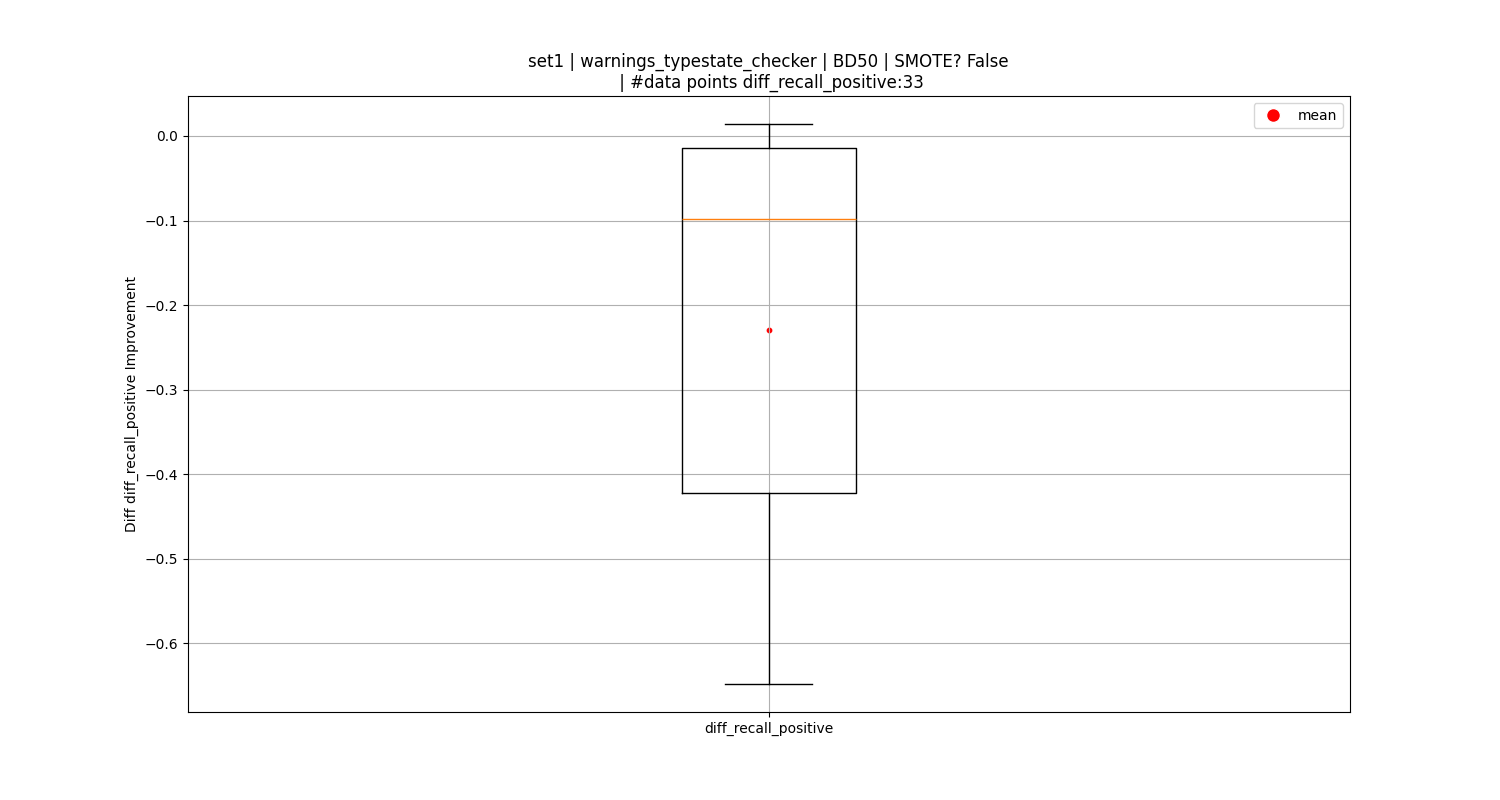 set1 | warnings_typestate_checker | BD50 | SMOTE? False
| #data points diff_recall_positive:33
mean
0.0
−0.1
−0.2
−0.3
−0.4
−0.5
−0.6
Diff diff_recall_positive Improvement
diff_recall_positive